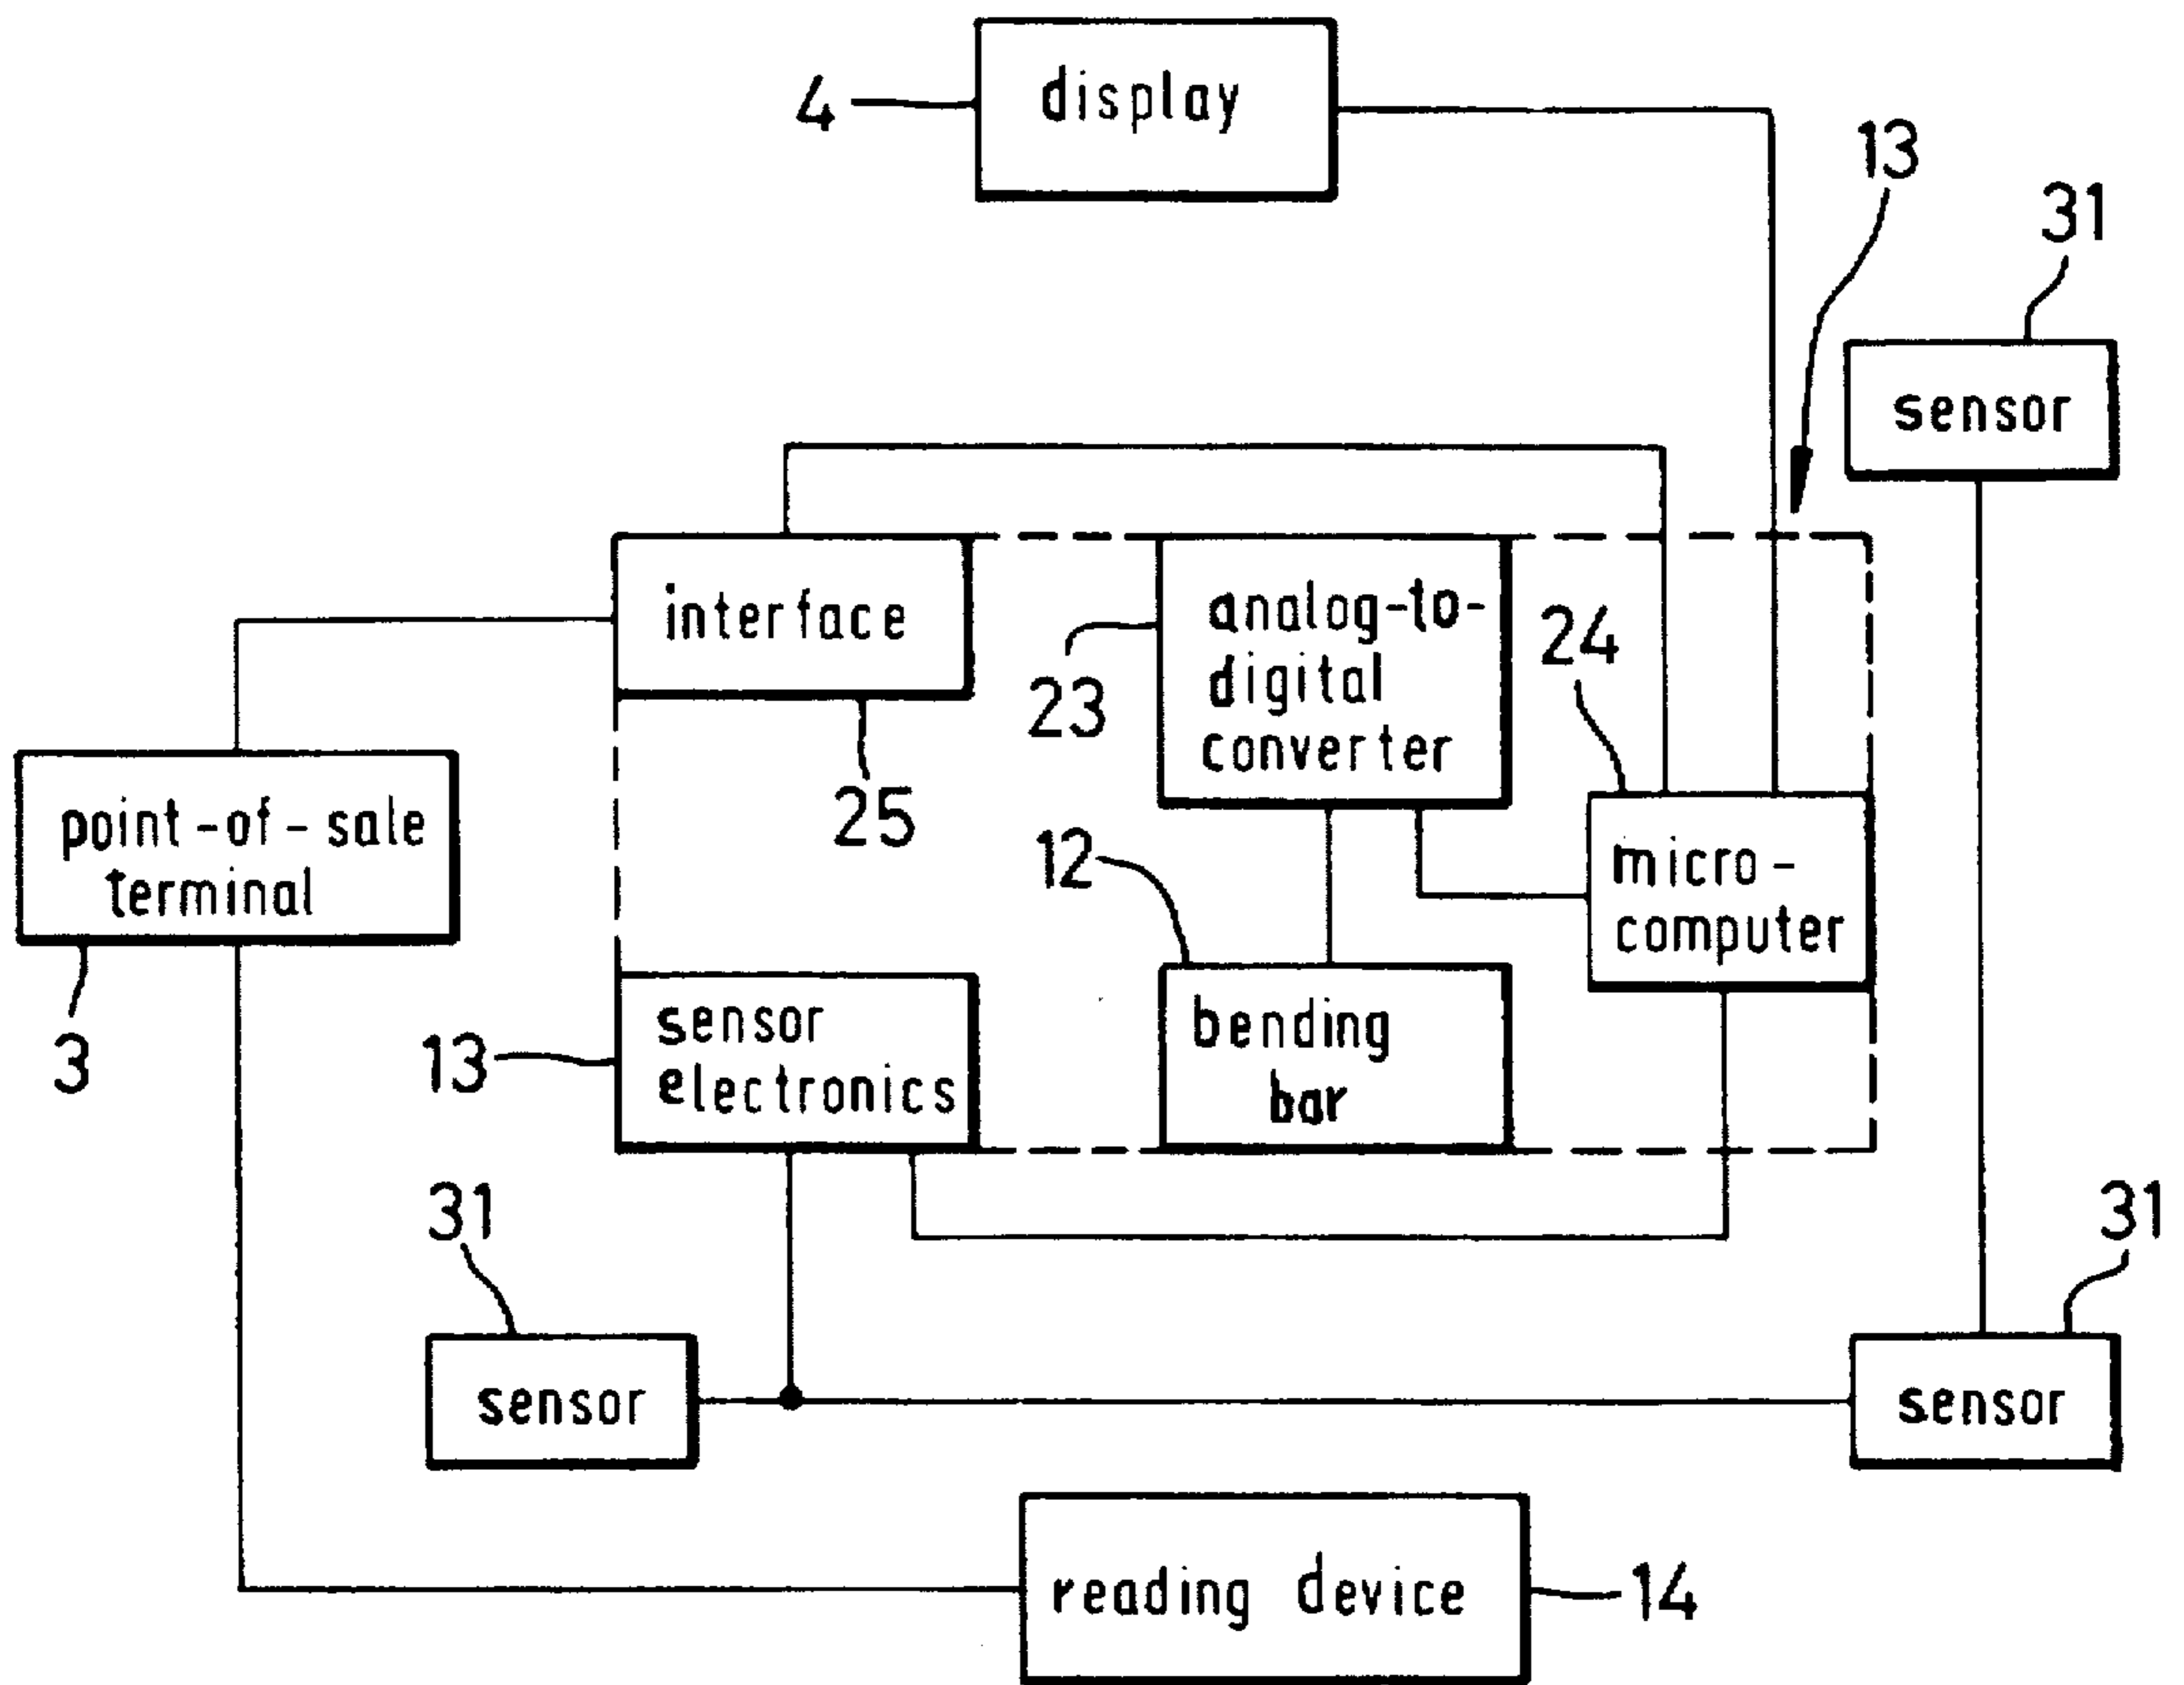 display
4
13
31
sensor
interface
analog-to-
digital
converter
23
24
25
point-of-sale
terminal
3
12
micro-
computer
sensor
electronics
13
bending
bar
31
31
sensor
sensor
reading device
14